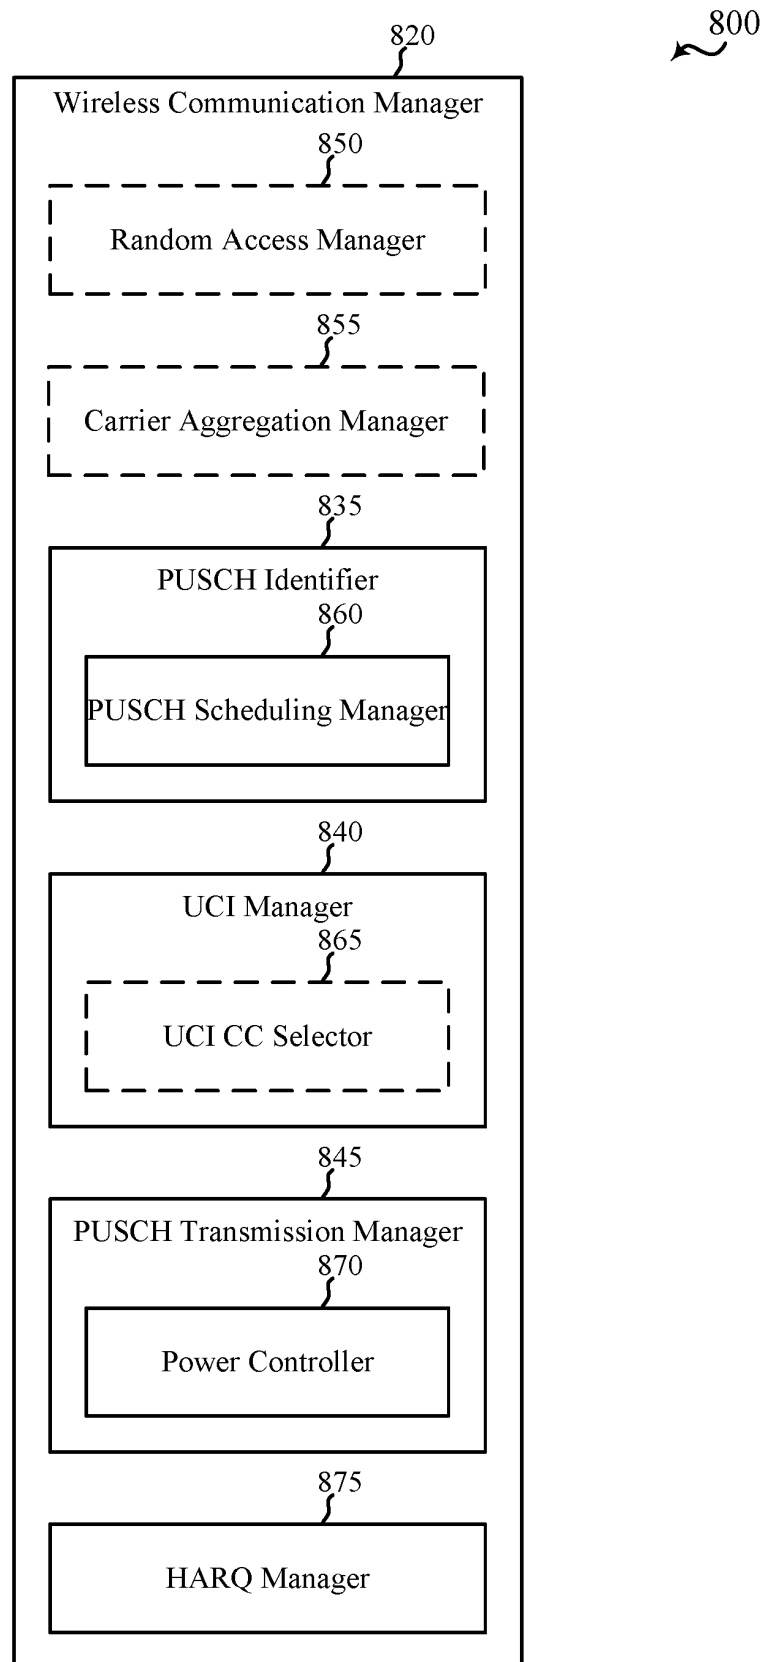 800
820
Wireless Communication Manager
850
Random Access Manager
855
Carrier Aggregation Manager
835
PUSCH Identifier
860
PUSCH Scheduling Manager
840
UCI Manager
865
UCI CC Selector
845
PUSCH Transmission Manager
870
Power Controller
875
HARQ Manager